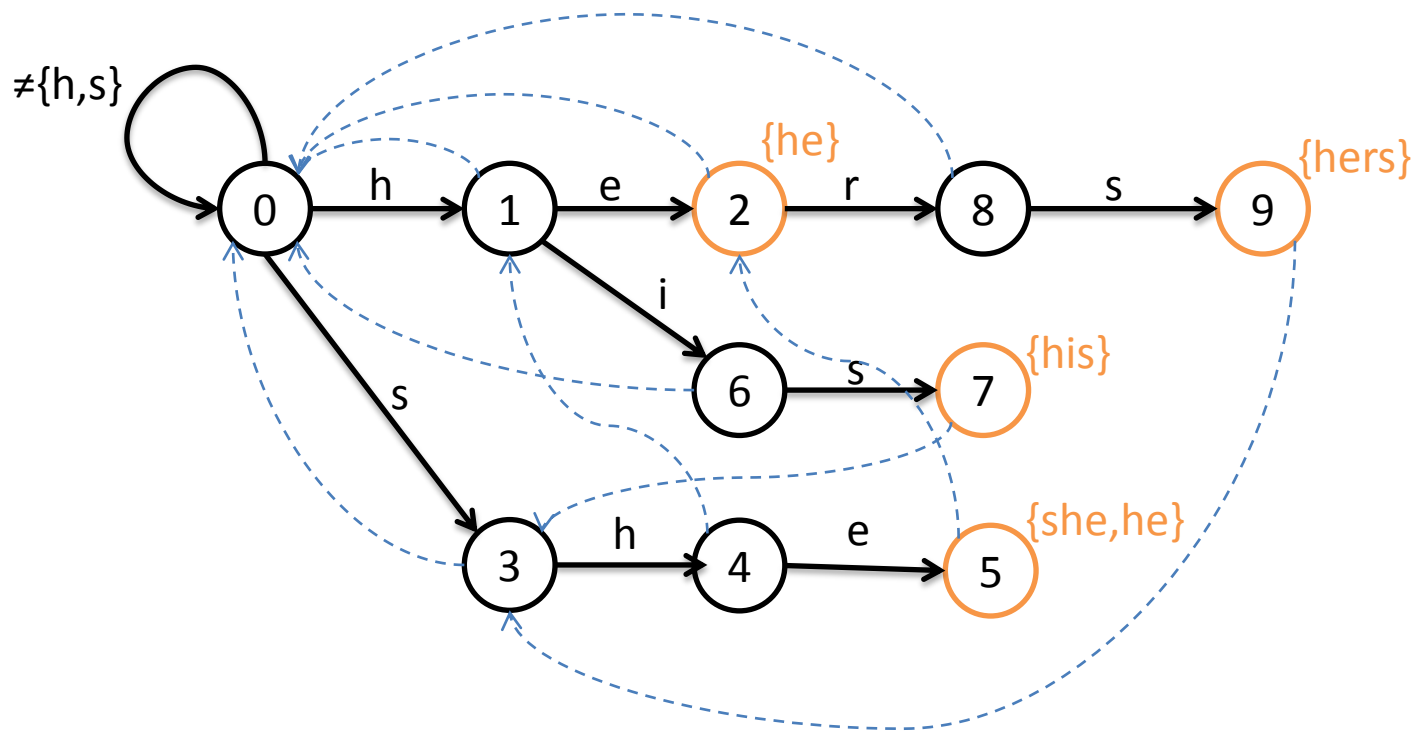 ≠{h,s}
{he}
{hers}
h
e
r
s
0
1
2
8
9
i
s
{his}
s
6
7
{she,he}
h
e
3
4
5